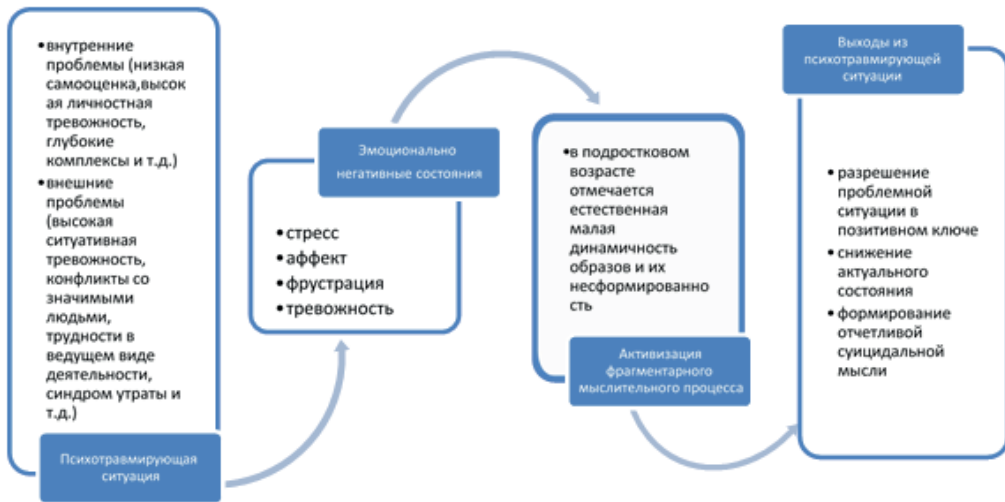 •внутренние
проблемы (низкая
самооценка,высок
ая личностная
тревожность,
глубокие
комплексы и т.д.)
•внешние
проблемы
(высокая
ситуативная
тревожность,
конфликты со
значимыми
людьми,
трудности в
ведущем виде
деятельности,
синдром утраты и
т.д.)
Психотравмирующая
ситуация
Эмоционально
негативные состояния
•стресс
•аффект
•фрустрация
•тревожность
•в подростковом
возрасте
отмечается
естественная
малая
динамичность
образов и их
несформированно
сть
Активизация
фрагментарного
мыслительного процесса
Выходы из
психотравмирующей
ситуации
• разрешение
проблемной
ситуации в
позитивном ключе
• снижение
актуального
состояния
• формирование
отчетливой
суицидальной
мысли